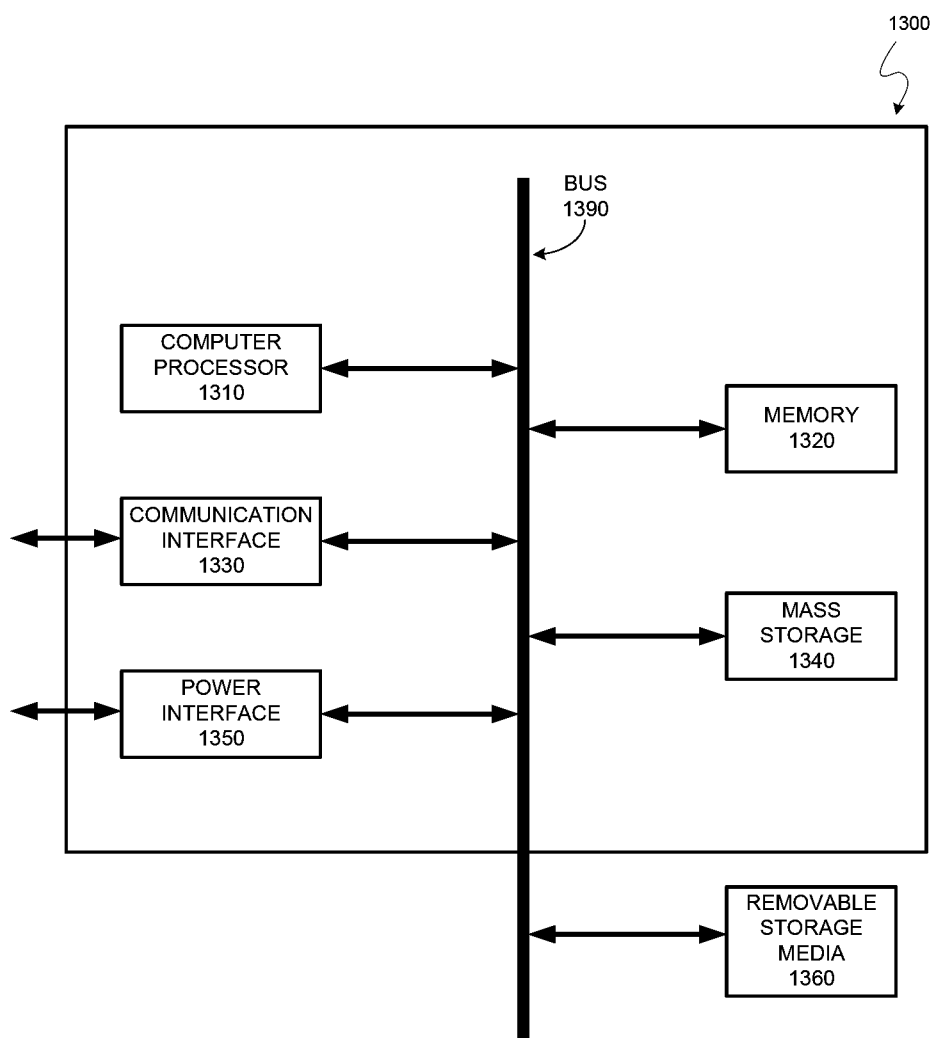 1300
BUS
1390
COMPUTER
PROCESSOR
1310
MEMORY
1320
COMMUNICATION
INTERFACE
1330
MASS
STORAGE
1340
POWER
INTERFACE
1350
REMOVABLE
STORAGE
MEDIA
1360